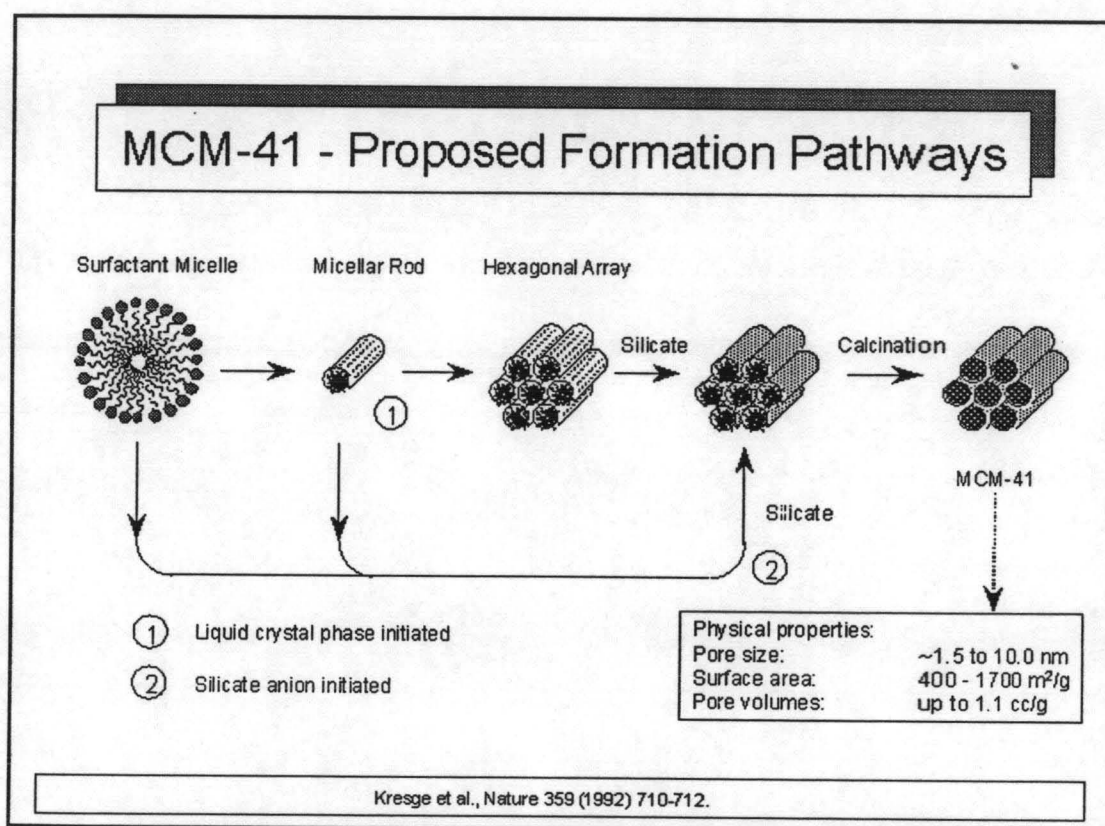 MCM-41 - Proposed Formation Pathways
Surfactant Micelle
Micellar Rod
Hexagonal Array
Silicate
Calcination
1
MCM-41
Silicate
2
1 Liquid crystal phase initiated
2 Silicate anion initiated
Physical properties:
Pore size: ~1.5 to 10.0 nm
Surface area: 400 - 1700 m²/g
Pore volumes: up to 1.1 cc/g
Kresge et al., Nature 359 (1992) 710-712.